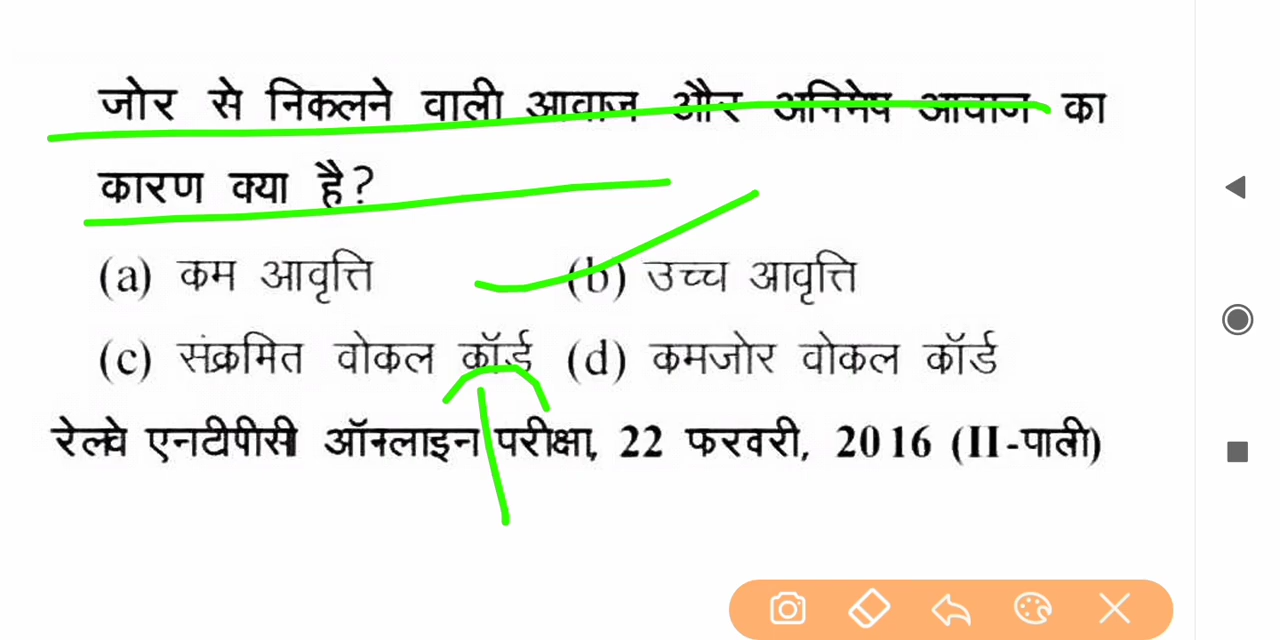 जोर से निकलने वाली आवाज और अनिमेष आवाज का
कारण क्या है?
(a) कम आवृत्ति (b) उच्च आवृत्ति
(c) संक्रमित वोकल कॉर्ड (d) कमजोर वोकल कॉर्ड
रेलवे एनटीपीसी ऑनलाइन परीक्षा, 22 फरवरी, 2016 (II-पाली)